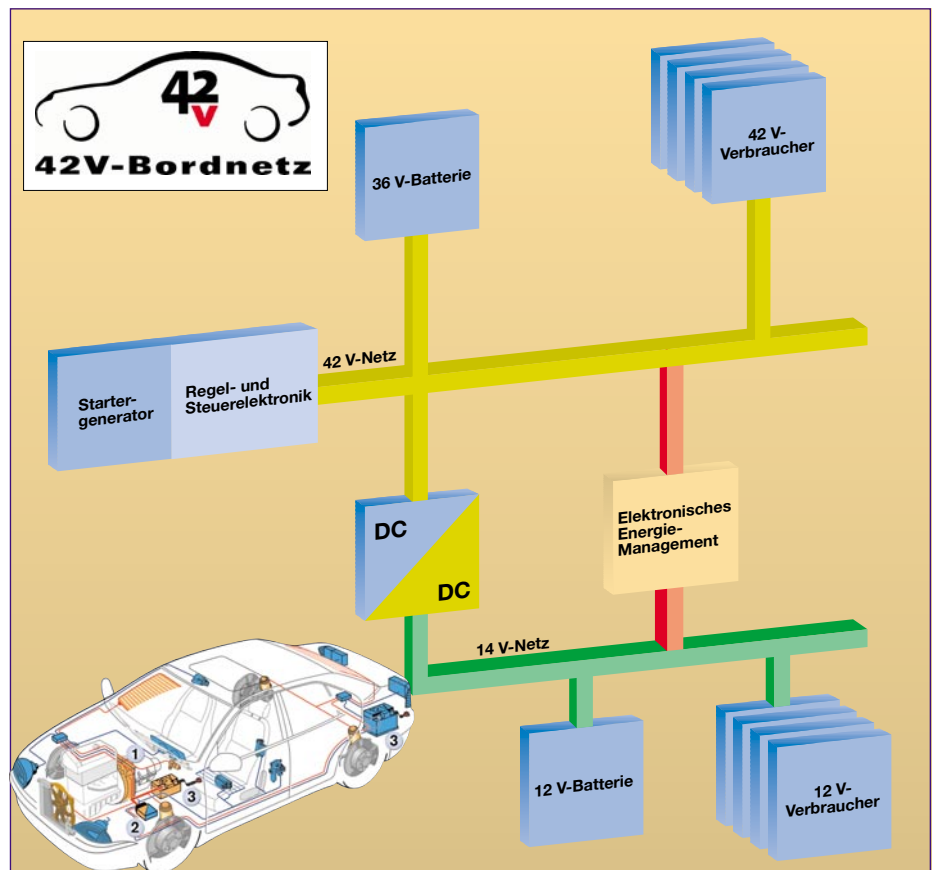 42
V
42V-Bordnetz
36 V-Batterie
42 V-
Verbraucher
42 V-Netz
Starter-
generator
Regel- und
Steuerelektronik
DC
DC
Elektronisches
Energie-
Management
14 V-Netz
12 V-Batterie
12 V-
Verbraucher
1
2
3
3